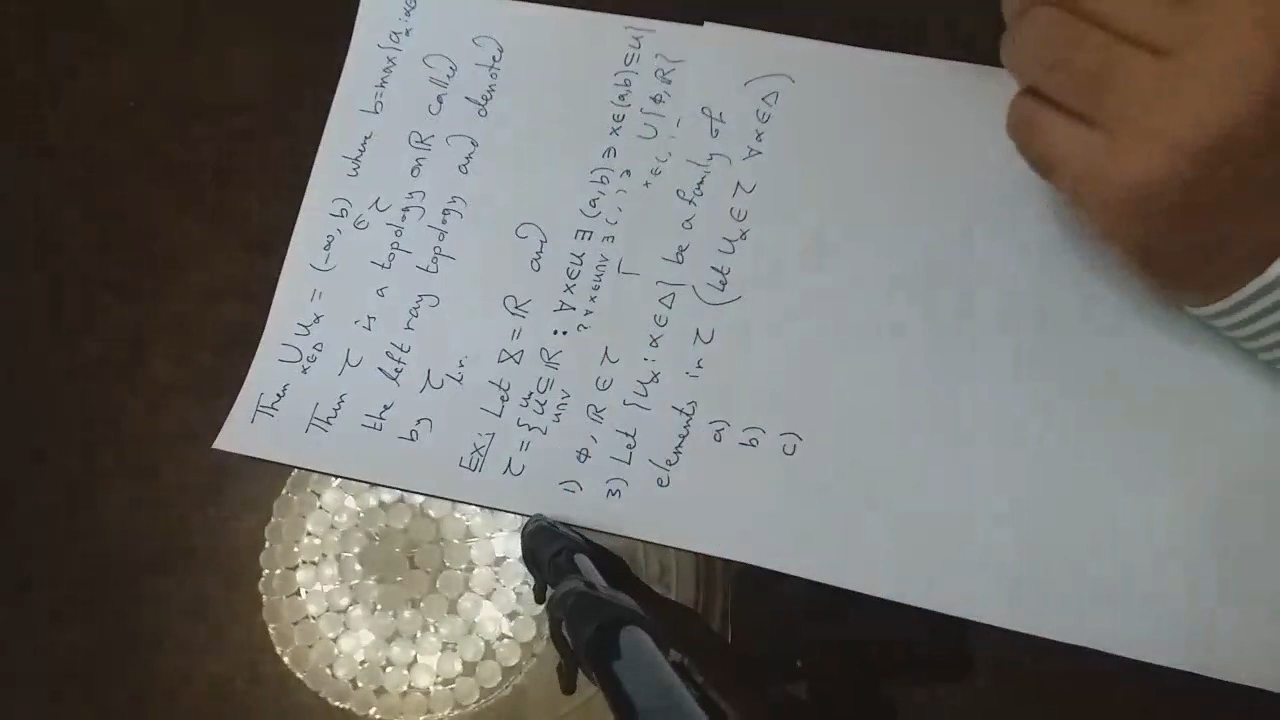 Then ⋃_{α∈Δ} U_α = (-∞, b) where b=max{a_α : α∈
∈ τ
Then τ is a topology on ℝ called
the left ray topology and denoted
by τ_{l.r.}
Ex: Let X = ℝ and
τ = {U ⊆ ℝ : ∀ x∈U ∃ (a,b) ∋ x∈(a,b) ⊆ U}
U∩V ? ∀ x∈U∩V ∃ ( , ) ∋ x∈( , ) ∪ {φ, ℝ}
1) φ, ℝ ∈ τ
3) Let {U_α : α∈Δ} be a family of
elements in τ (let U_α ∈ τ ∀ α∈Δ)
a)
b)
c)